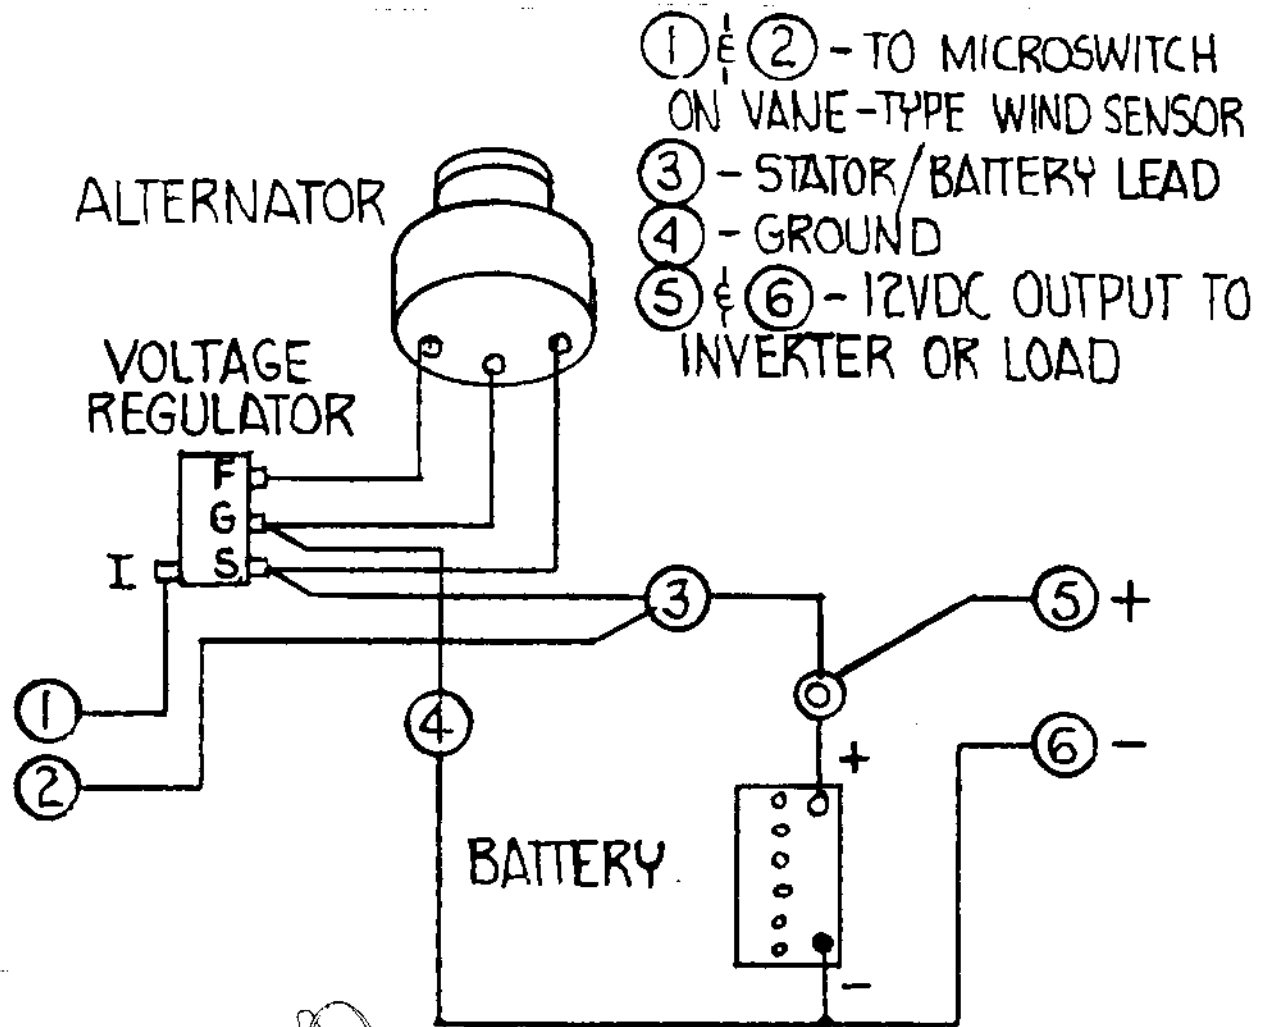 ① & ② - TO MICROSWITCH
ON VANE-TYPE WIND SENSOR
③ - STATOR/BATTERY LEAD
④ - GROUND
⑤ & ⑥ - 12VDC OUTPUT TO
INVERTER OR LOAD
ALTERNATOR
VOLTAGE
REGULATOR
F
G
S
I
③
⑤ +
①
④
②
⑥ -
+
BATTERY
-